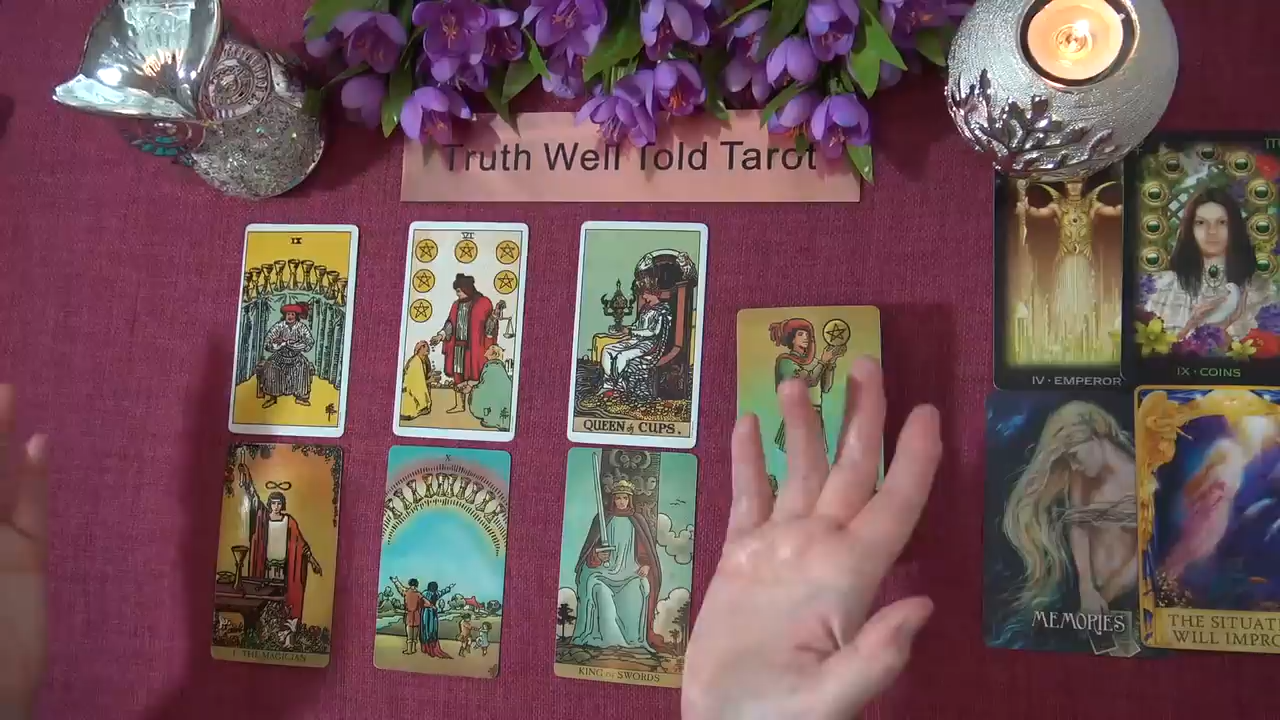 Truth Well Told Tarot
IX
VI
QUEEN of CUPS.
I THE MAGICIAN
X
KING of SWORDS
IV · EMPEROR
IX · COINS
MEMORIES
THE SITUAT
WILL IMPRO